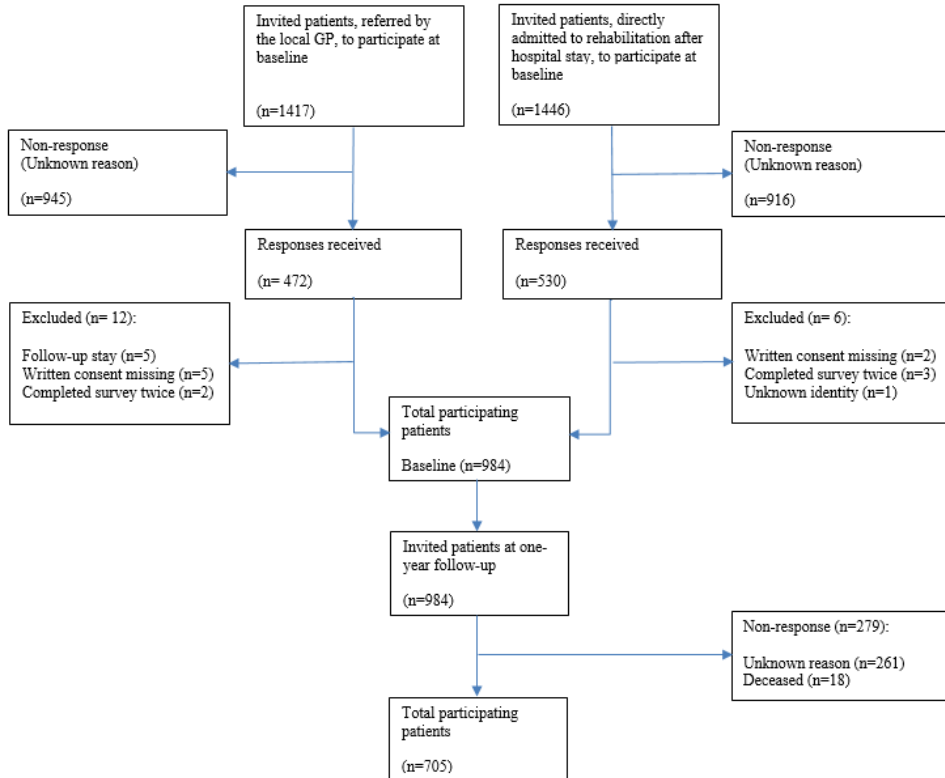 Invited patients, referred by
the local GP, to participate at
baseline
(n=1417)
Invited patients, directly
admitted to rehabilitation after
hospital stay, to participate at
baseline
(n=1446)
Non-response
(Unknown reason)
(n=945)
Non-response
(Unknown reason)
(n=916)
Responses received
(n= 472)
Responses received
(n=530)
Excluded (n= 12):
Follow-up stay (n=5)
Written consent missing (n=5)
Completed survey twice (n=2)
Excluded (n= 6):
Written consent missing (n=2)
Completed survey twice (n=3)
Unknown identity (n=1)
Total participating
patients
Baseline (n=984)
Invited patients at one-
year follow-up
(n=984)
Non-response (n=279):
Unknown reason (n=261)
Deceased (n=18)
Total participating
patients
(n=705)